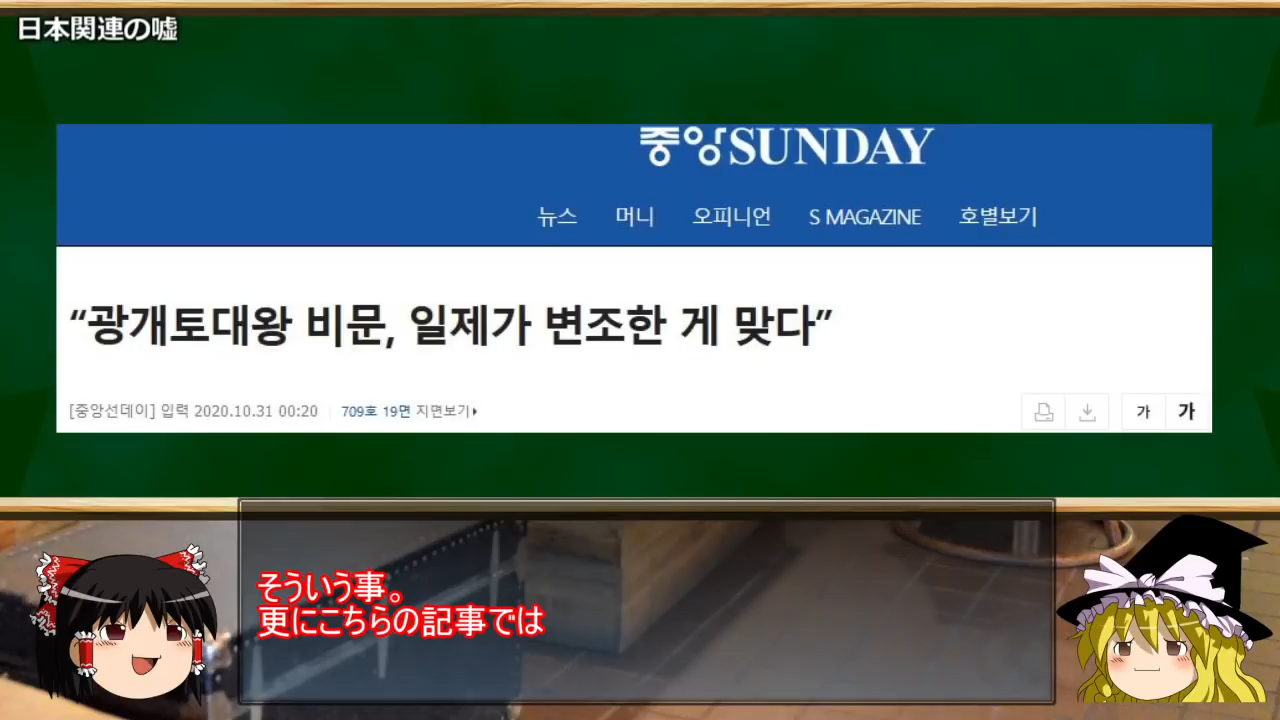 日本関連の嘘
중앙SUNDAY
뉴스 머니 오피니언 S MAGAZINE 호별보기
“광개토대왕 비문, 일제가 변조한 게 맞다”
[중앙선데이] 입력 2020.10.31 00:20 709호 19면 지면보기
가 가
そういう事。
更にこちらの記事では